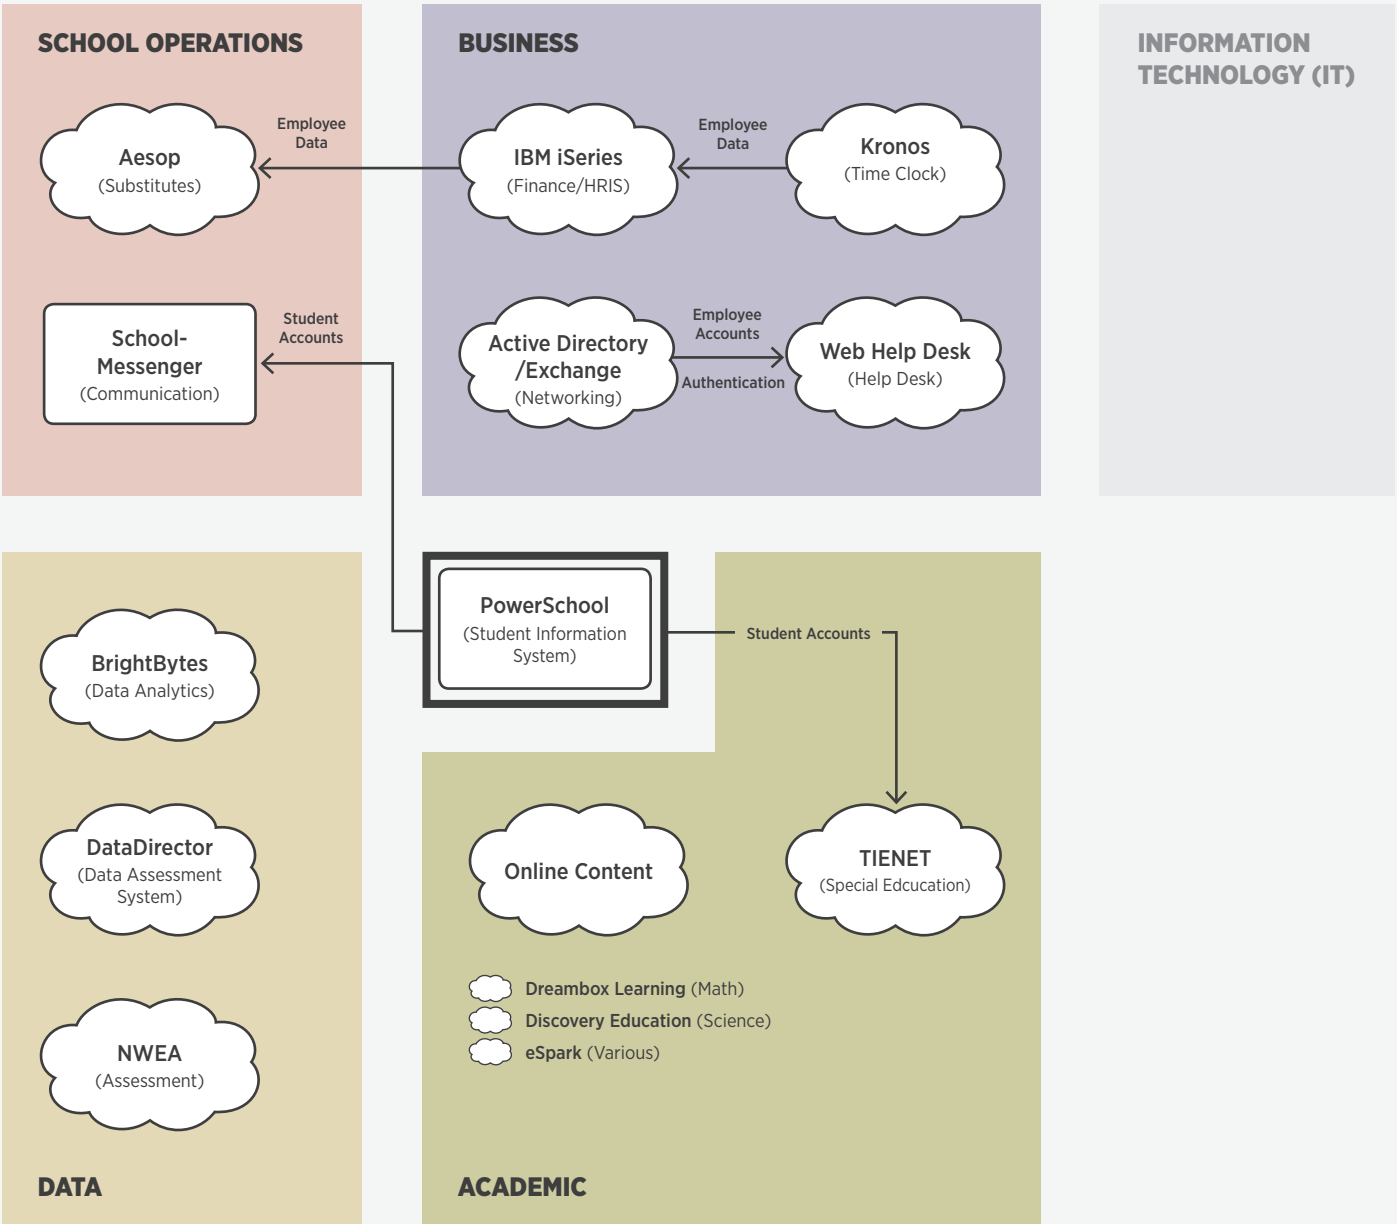 SCHOOL OPERATIONS
BUSINESS
INFORMATION
TECHNOLOGY (IT)
Aesop
(Substitutes)
Employee
Data
IBM iSeries
(Finance/HRIS)
Employee
Data
Kronos
(Time Clock)
School-
Messenger
(Communication)
Student
Accounts
Active Directory
/Exchange
(Networking)
Employee
Accounts
Authentication
Web Help Desk
(Help Desk)
PowerSchool
(Student Information
System)
Student Accounts
BrightBytes
(Data Analytics)
DataDirector
(Data Assessment
System)
Online Content
TIENET
(Special Edcucation)
Dreambox Learning (Math)
Discovery Education (Science)
eSpark (Various)
NWEA
(Assessment)
DATA
ACADEMIC